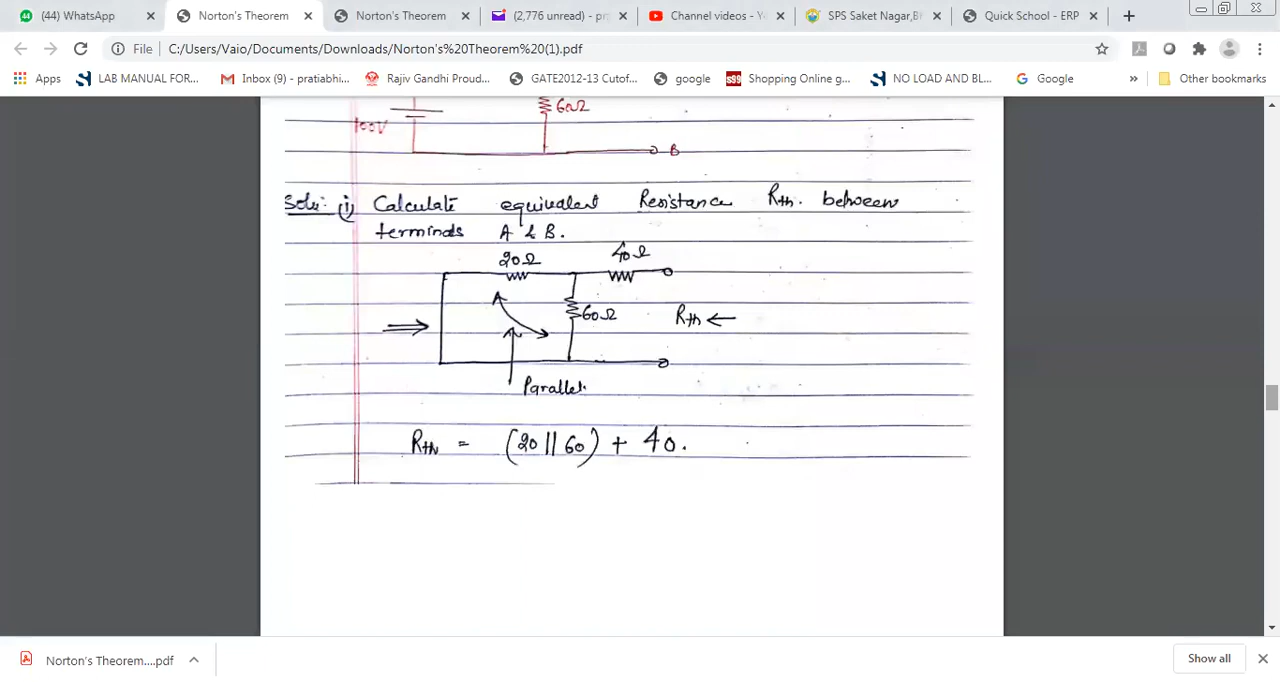 44
(44) WhatsApp
Norton's Theorem
Norton's Theorem
(2,776 unread) - pr
Channel videos - Y
SPS Saket Nagar,B
Quick School - ERP
File
C:/Users/Vaio/Documents/Downloads/Norton's%20Theorem%20(1).pdf
Apps
LAB MANUAL FOR...
Inbox (9) - pratiabhi...
Rajiv Gandhi Proud...
GATE2012-13 Cutof...
google
Shopping Online g...
NO LOAD AND BL...
Google
»
Other bookmarks
60Ω
100V
B
Soln: (i) Calculate equivalent Resistance Rth. between
terminals A & B.
20Ω 40Ω
60Ω Rth ←
Parallel.
Rth = (20 || 60) + 40.
Norton's Theorem....pdf
Show all